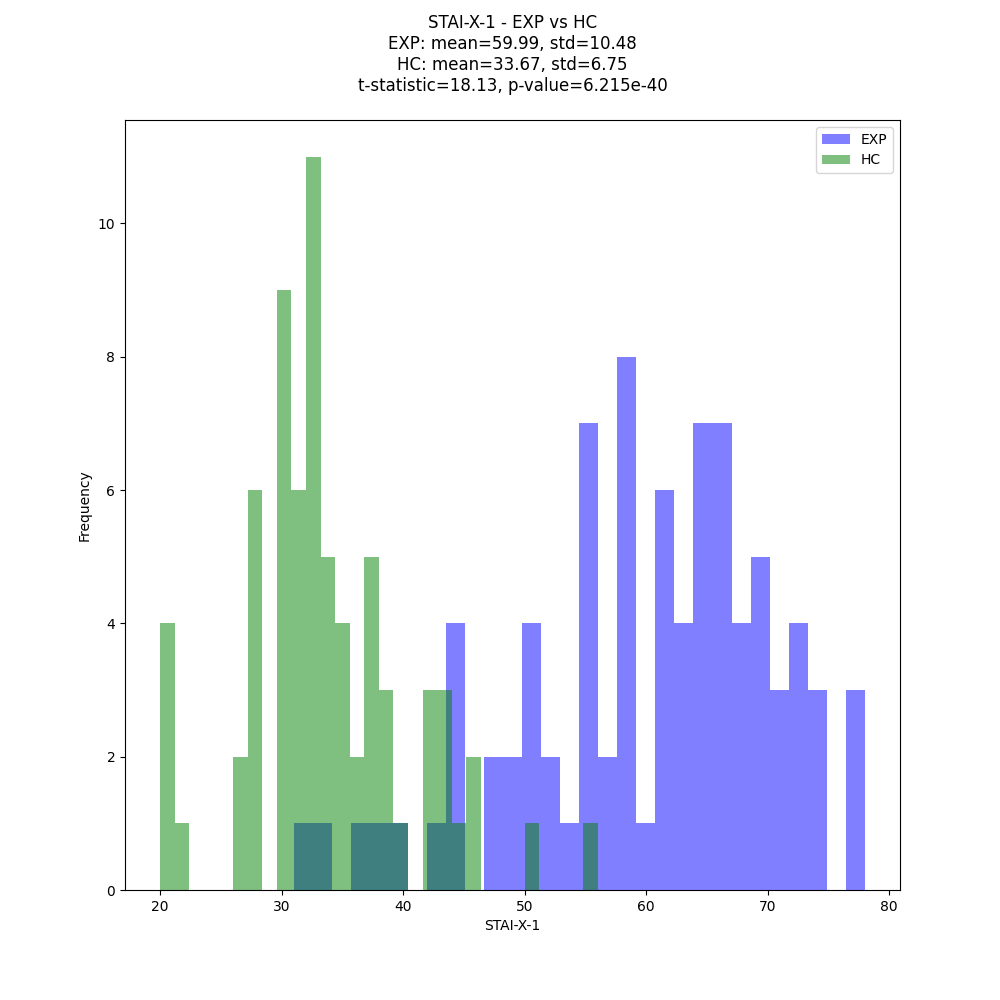 STAI-X-1 - EXP vs HC
EXP: mean=59.99, std=10.48
HC: mean=33.67, std=6.75
t-statistic=18.13, p-value=6.215e-40
EXP
HC
10
8
6
4
2
0
Frequency
20 30 40 50 60 70 80
STAI-X-1